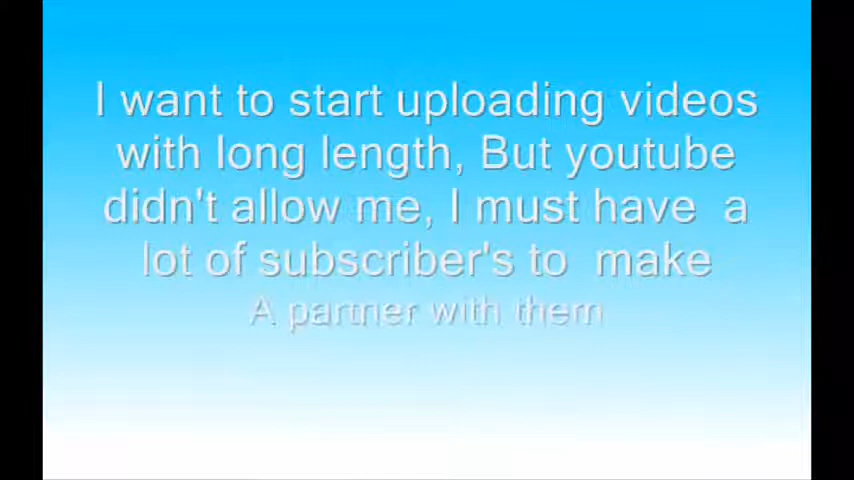 I want to start uploading videos
with long length, But youtube
didn't allow me, I must have a
lot of subscriber's to make
A partner with them